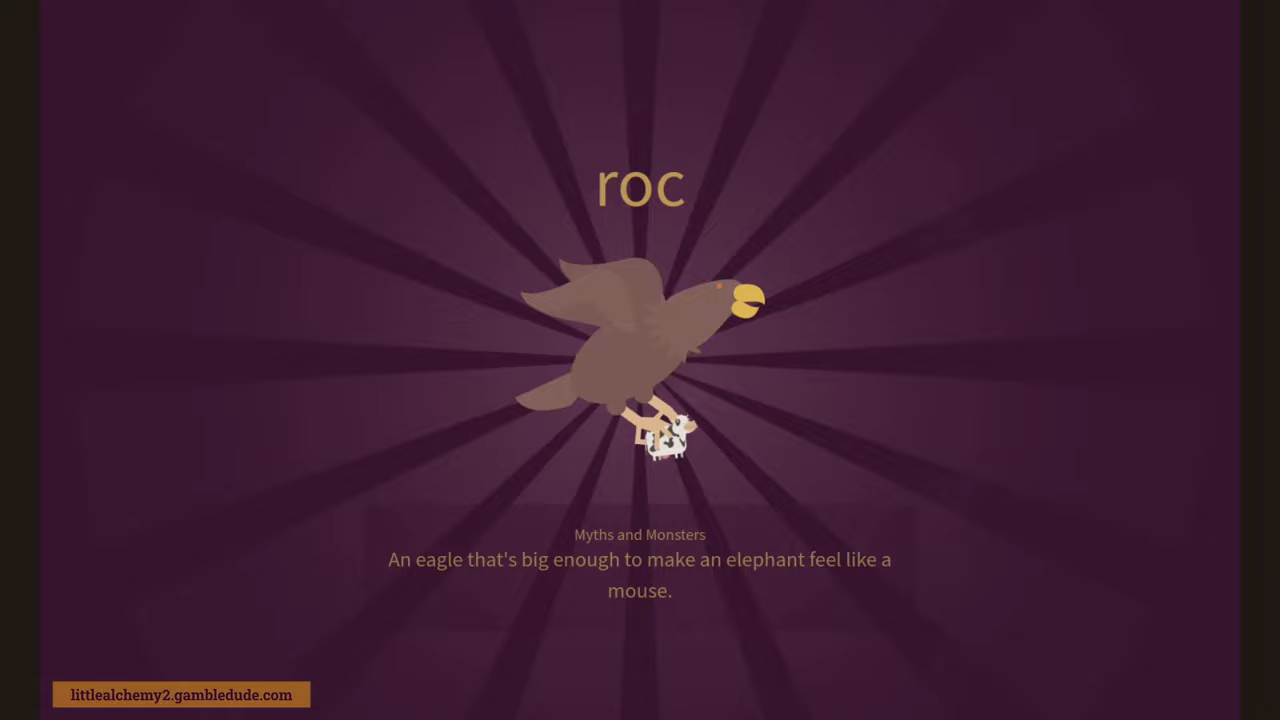 roc
Myths and Monsters
An eagle that's big enough to make an elephant feel like a
mouse.
littlealchemy2.gambledude.com